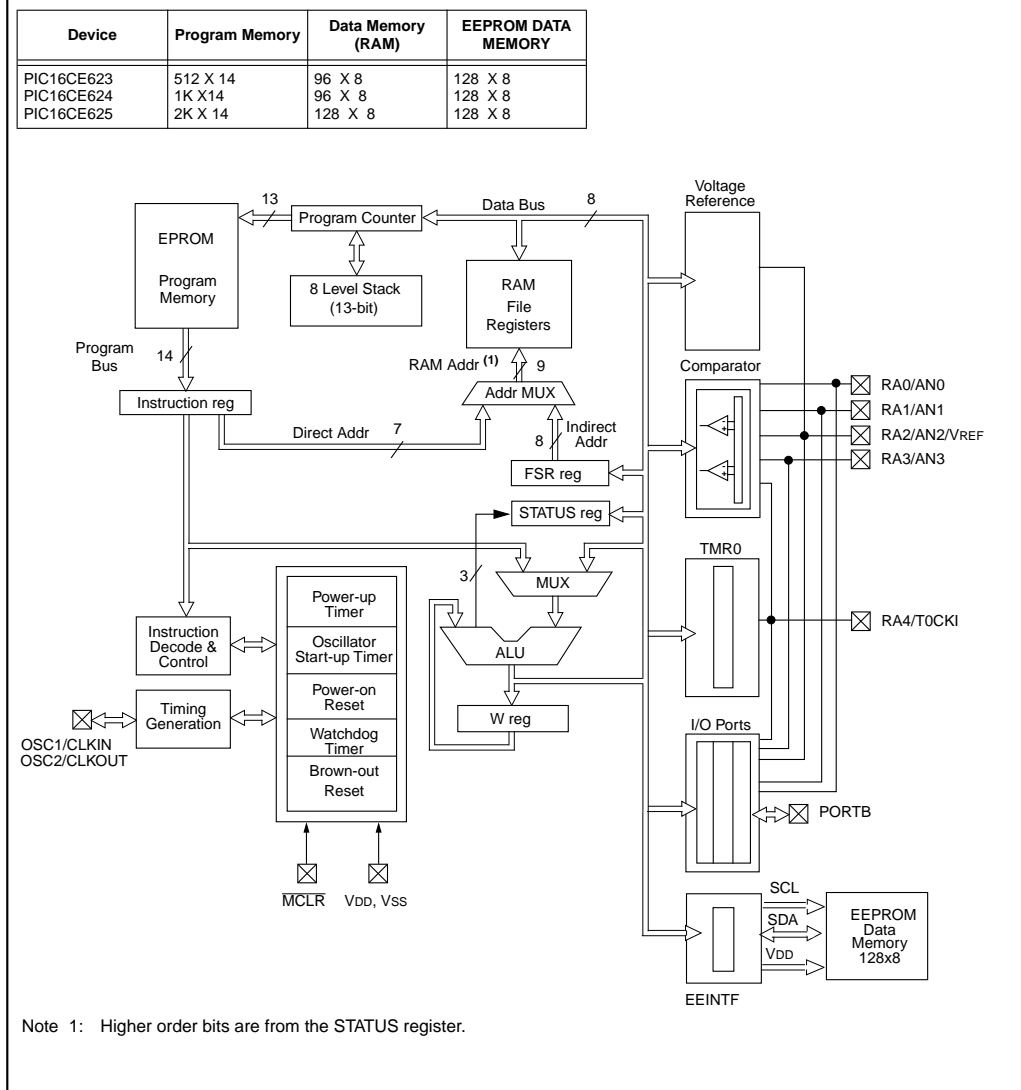 Device Program Memory Data Memory (RAM) EEPROM DATA MEMORY
PIC16CE623 512 X 14 96 X 8 128 X 8
PIC16CE624 1K X14 96 X 8 128 X 8
PIC16CE625 2K X 14 128 X 8 128 X 8
Voltage
Reference
13
Program Counter
Data Bus
8
EPROM
Program
Memory
8 Level Stack
(13-bit)
RAM
File
Registers
Program
Bus
14
RAM Addr (1)
9
Comparator
Instruction reg
Addr MUX
Direct Addr
7
8
Indirect
Addr
FSR reg
STATUS reg
+
-
+
-
RA0/AN0
RA1/AN1
RA2/AN2/VREF
RA3/AN3
TMR0
3
MUX
Power-up
Timer
Oscillator
Start-up Timer
Power-on
Reset
Watchdog
Timer
Brown-out
Reset
Instruction
Decode &
Control
ALU
RA4/T0CKI
Timing
Generation
W reg
I/O Ports
OSC1/CLKIN
OSC2/CLKOUT
PORTB
MCLR
VDD, VSS
SCL
SDA
VDD
EEPROM
Data
Memory
128x8
EEINTF
Note 1: Higher order bits are from the STATUS register.